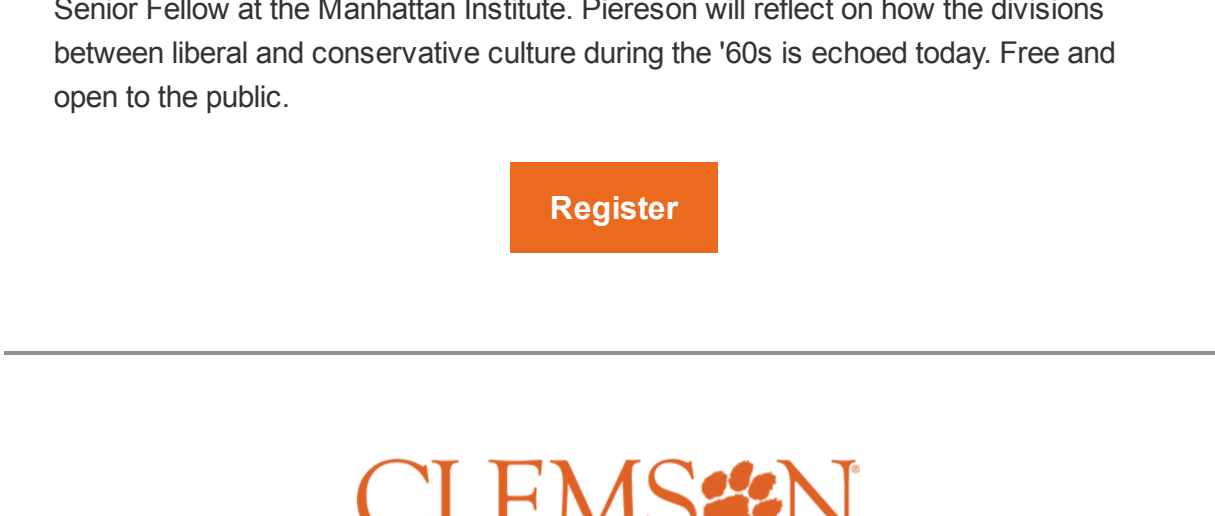 Senior Fellow at the Manhattan Institute. Piereson will reflect on how the divisions
between liberal and conservative culture during the '60s is echoed today. Free and
open to the public.
Register
CLEMSON®